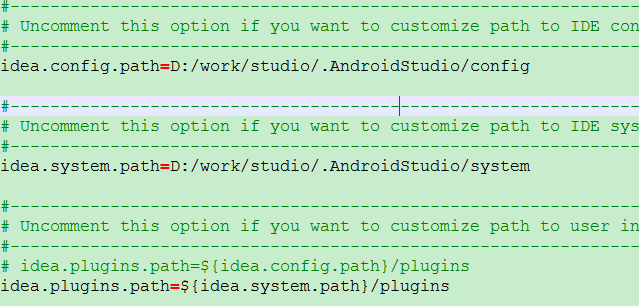 #---------------------------------------------------------------
# Uncomment this option if you want to customize path to IDE con
#---------------------------------------------------------------
idea.config.path=D:/work/studio/.AndroidStudio/config
#---------------------------------------------------------------
# Uncomment this option if you want to customize path to IDE sys
#---------------------------------------------------------------
idea.system.path=D:/work/studio/.AndroidStudio/system
#---------------------------------------------------------------
# Uncomment this option if you want to customize path to user in
#---------------------------------------------------------------
# idea.plugins.path=${idea.config.path}/plugins
idea.plugins.path=${idea.system.path}/plugins